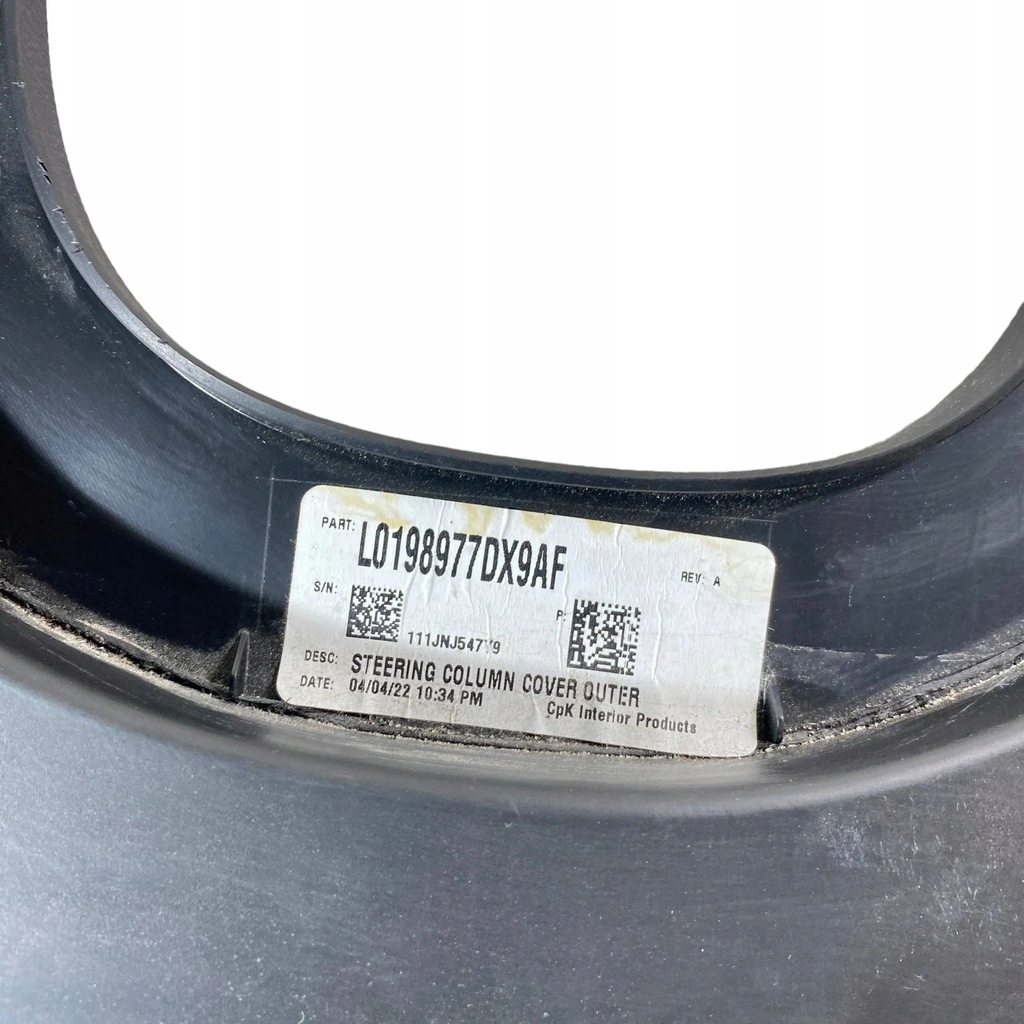 PART: L0198977DX9AF
REV: A
S/N:
P
DESC: STEERING COLUMN COVER OUTER
DATE: 04/04/22 10:34 PM
CpK Interior Products